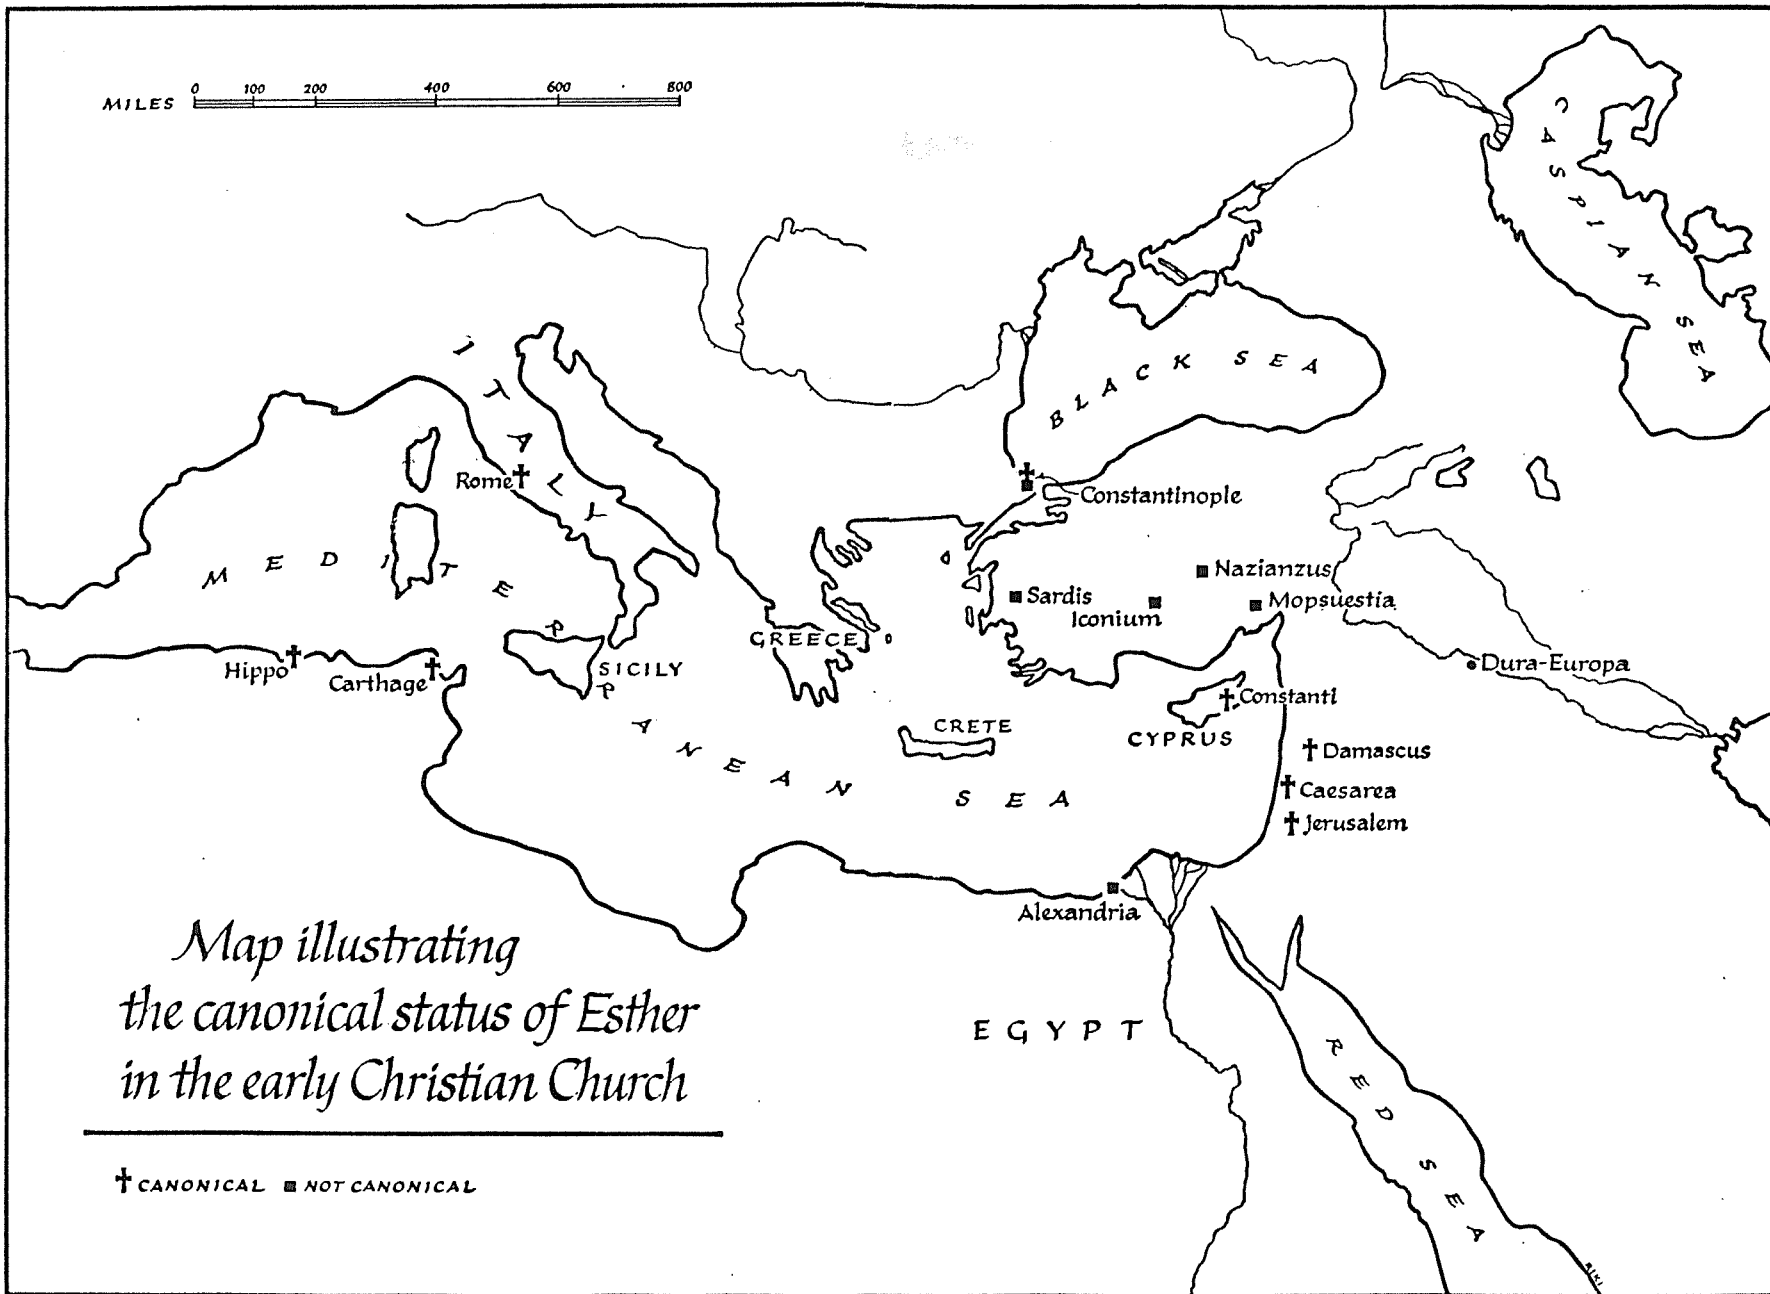 MILES 0 100 200 400 600 800
CASPIAN SEA
ITALY
BLACK SEA
Rome
Constantinople
MEDITERRANEAN SEA
Nazianzus
Sardis
Iconium
Mopsuestia
GREECE
Hippo
Carthage
SICILY
Dura-Europa
Constanti
CRETE
CYPRUS
Damascus
Caesarea
Jerusalem
Alexandria
Map illustrating
the canonical status of Esther
in the early Christian Church
EGYPT
RED SEA
CANONICAL NOT CANONICAL